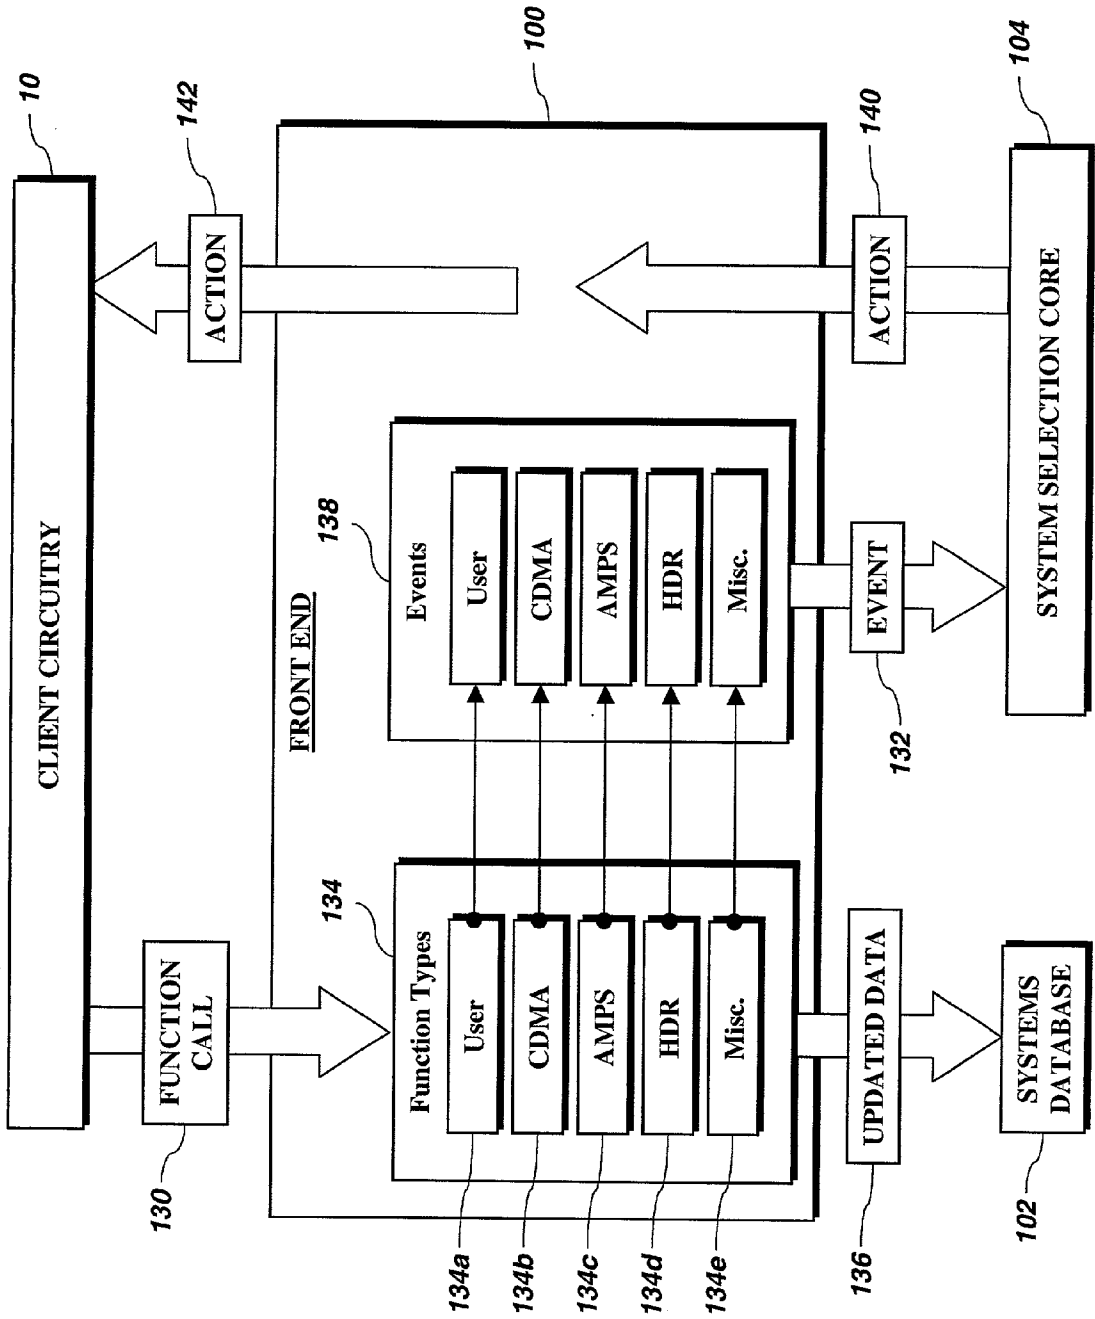 10
CLIENT CIRCUITRY
130
FUNCTION
CALL
142
ACTION
100
FRONT END
134
Function Types
134a
User
134b
CDMA
134c
AMPS
134d
HDR
134e
Misc.
138
Events
User
CDMA
AMPS
HDR
Misc.
136
UPDATED DATA
132
EVENT
140
ACTION
102
SYSTEMS
DATABASE
104
SYSTEM SELECTION CORE